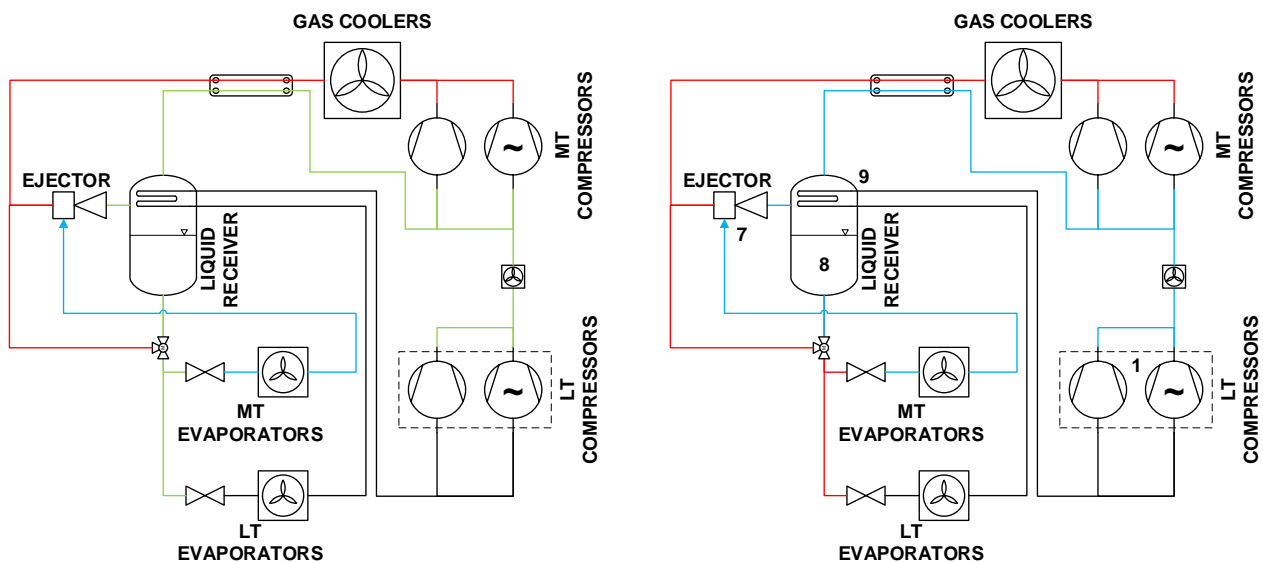 GAS COOLERS
MT
COMPRESSORS
EJECTOR
LIQUID
RECEIVER
~
MT
EVAPORATORS
LT
COMPRESSORS
~
LT
EVAPORATORS
GAS COOLERS
MT
COMPRESSORS
~
EJECTOR
9
7
8
LIQUID
RECEIVER
1
LT
COMPRESSORS
~
MT
EVAPORATORS
LT
EVAPORATORS